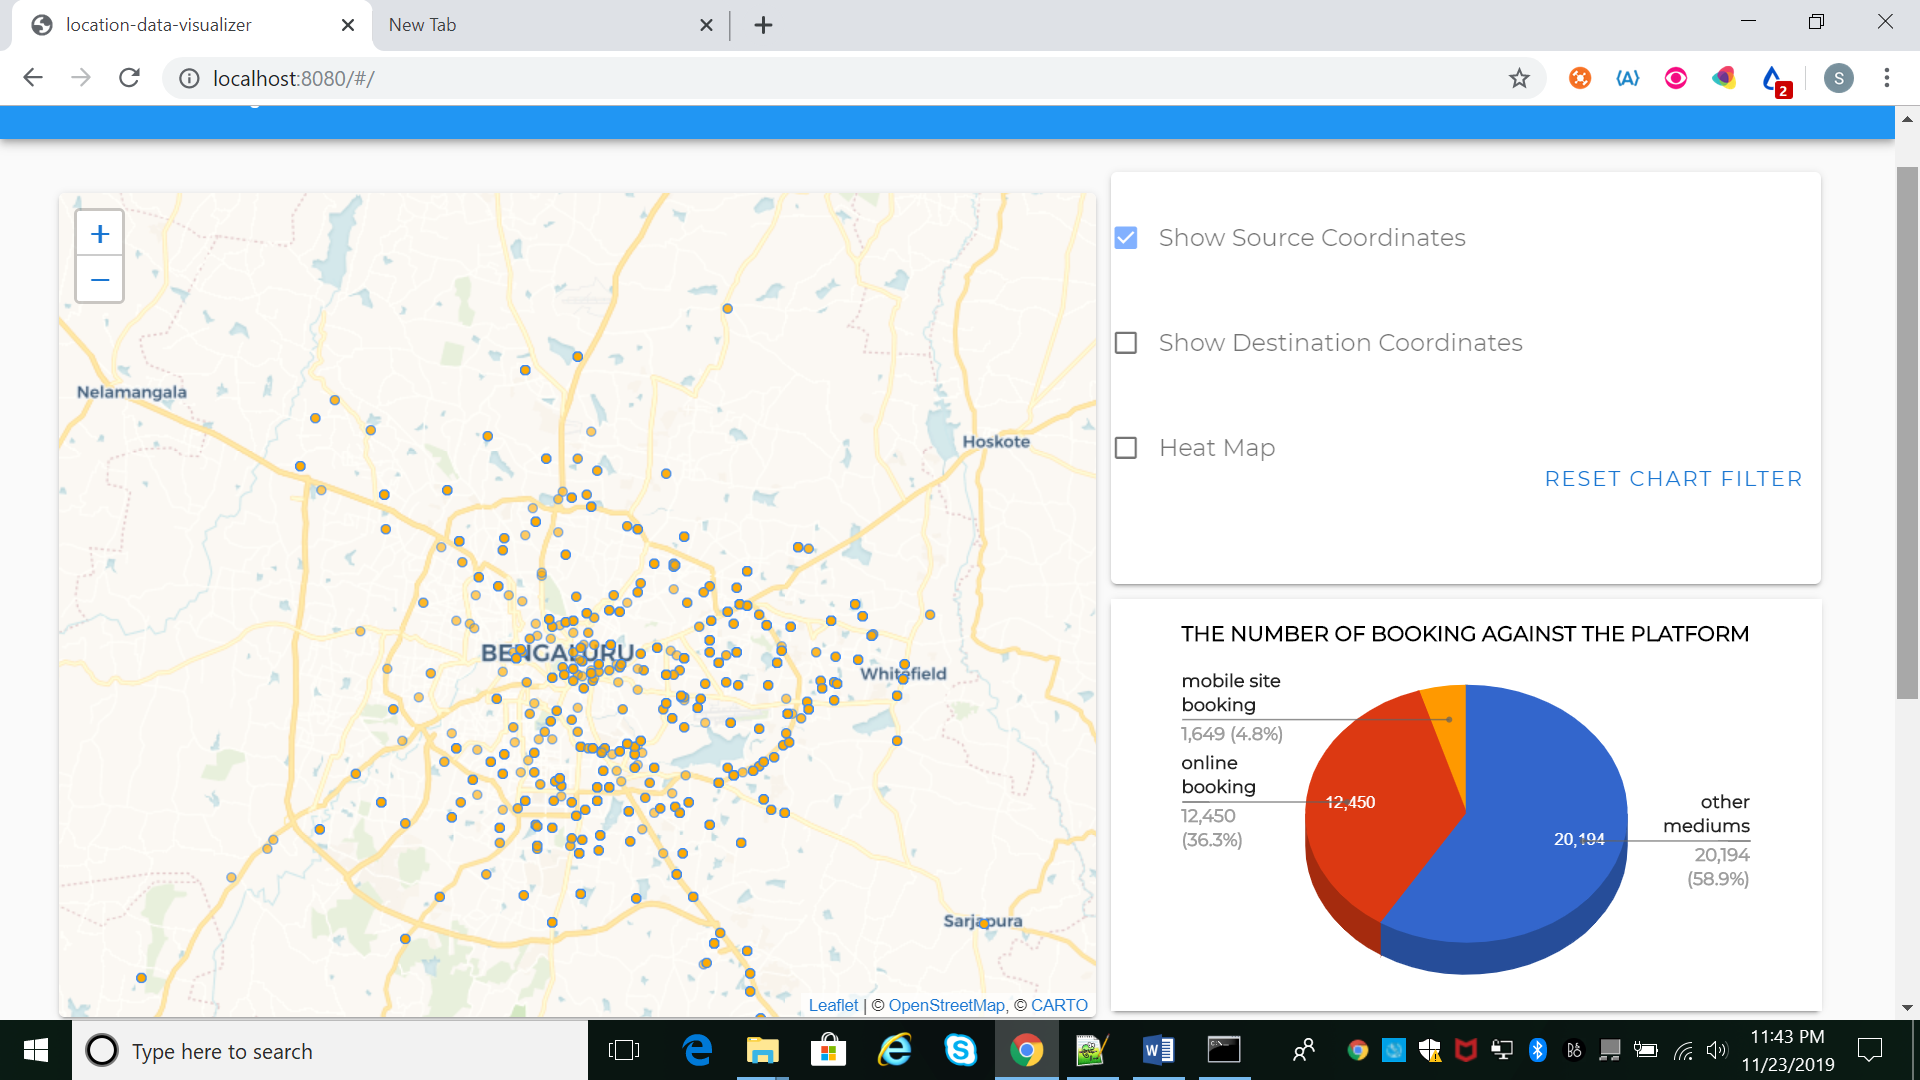 location-data-visualizer
New Tab
localhost:8080/#/
S
2
+
−
Nelamangala
Hoskote
BENGALURU
Whitefield
Sarjapura
Leaflet | © OpenStreetMap, © CARTO
Show Source Coordinates
Show Destination Coordinates
Heat Map
RESET CHART FILTER
THE NUMBER OF BOOKING AGAINST THE PLATFORM
mobile site
booking
1,649 (4.8%)
online
booking
12,450
(36.3%)
12,450
20,194
other
mediums
20,194
(58.9%)
Type here to search
11:43 PM
11/23/2019